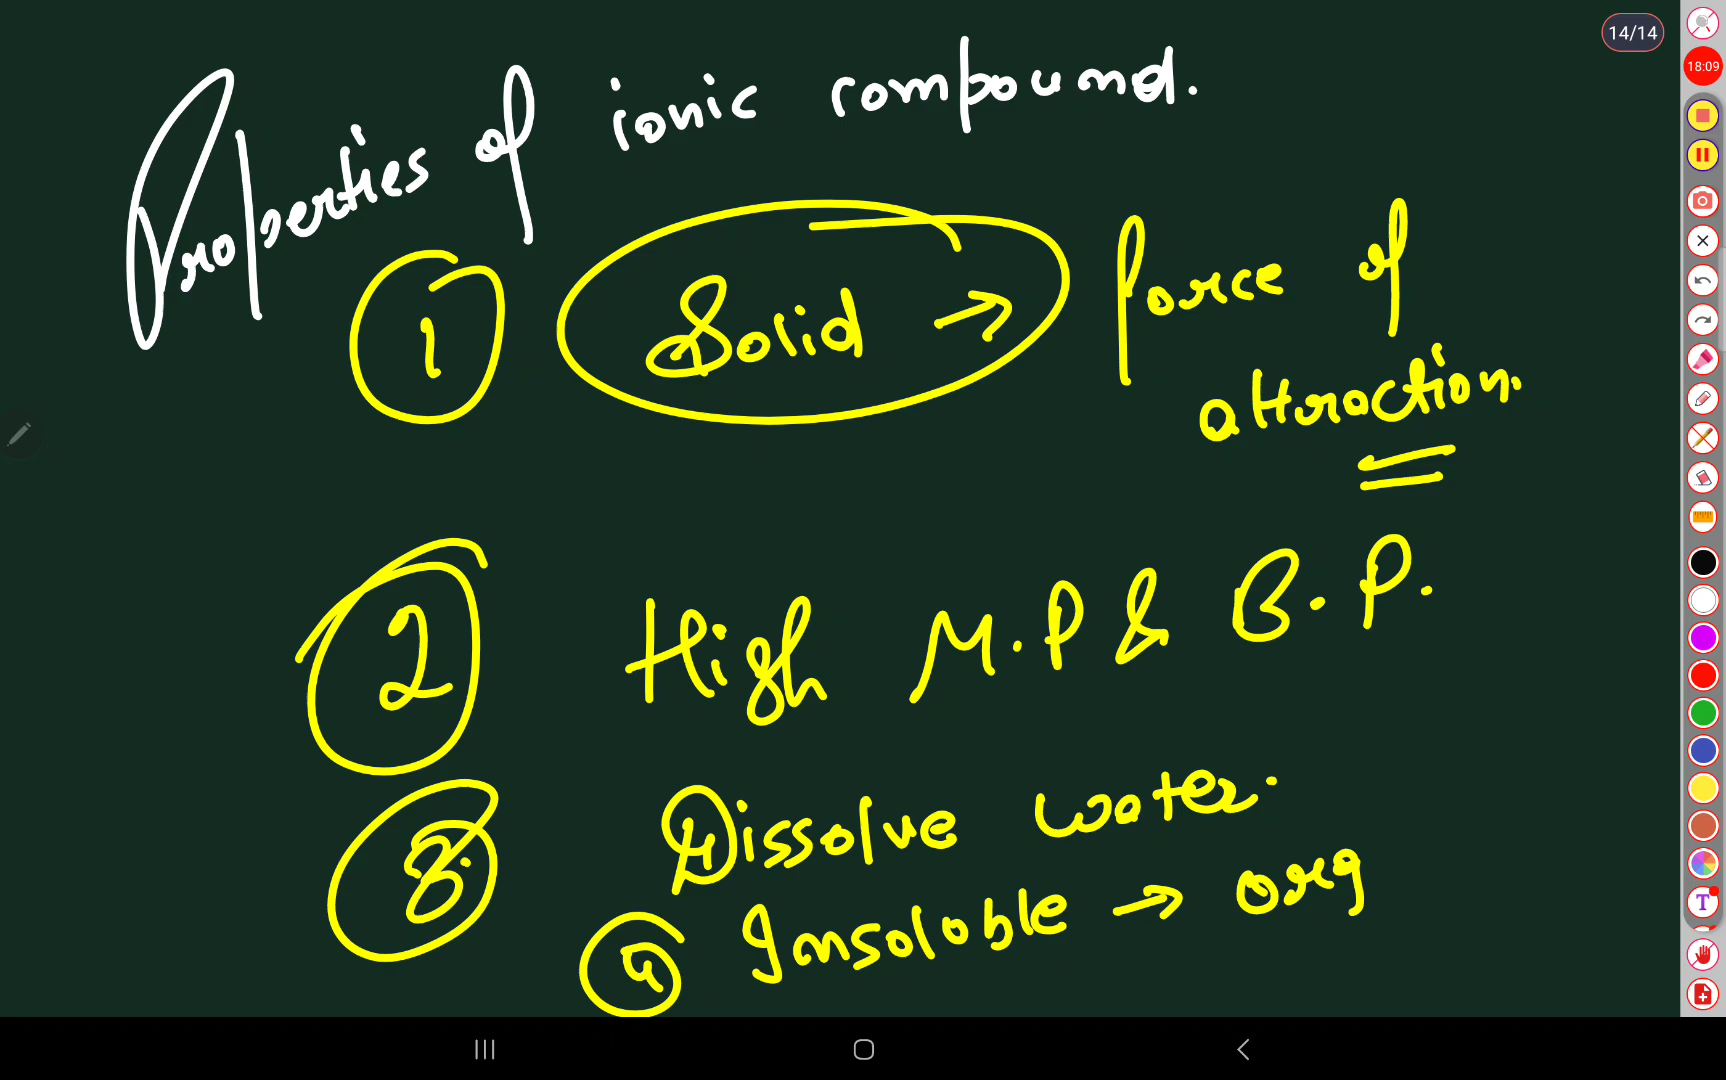 14/14
18:09
Properties of ionic compound.
1 Solid → force of
attraction.
2 High M.P & B.P.
3. Dissolve water.
4 Insoloble → org
T